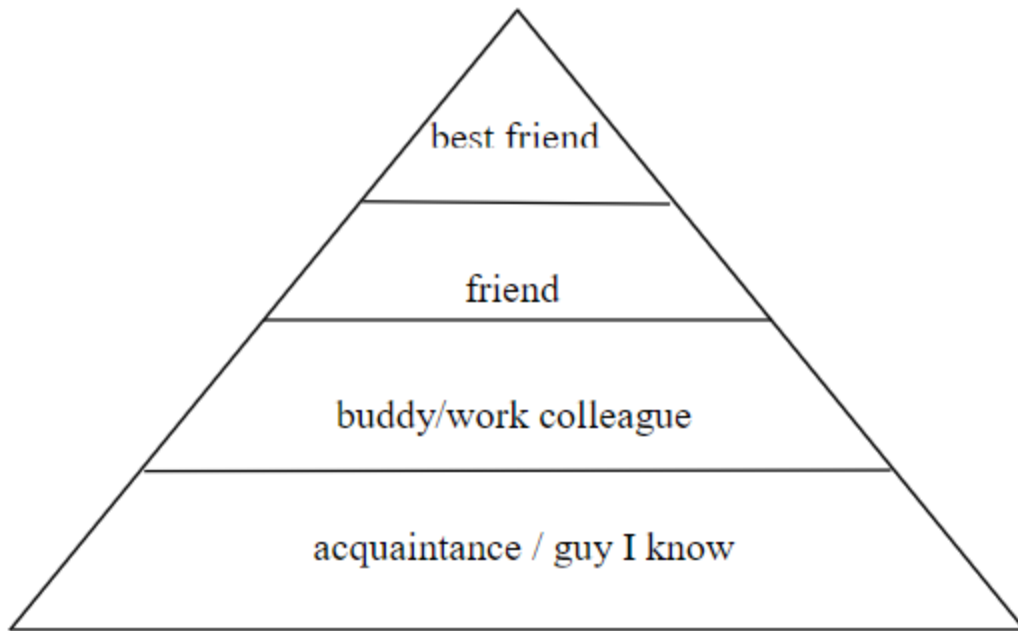 best friend
friend
buddy/work colleague
acquaintance / guy I know